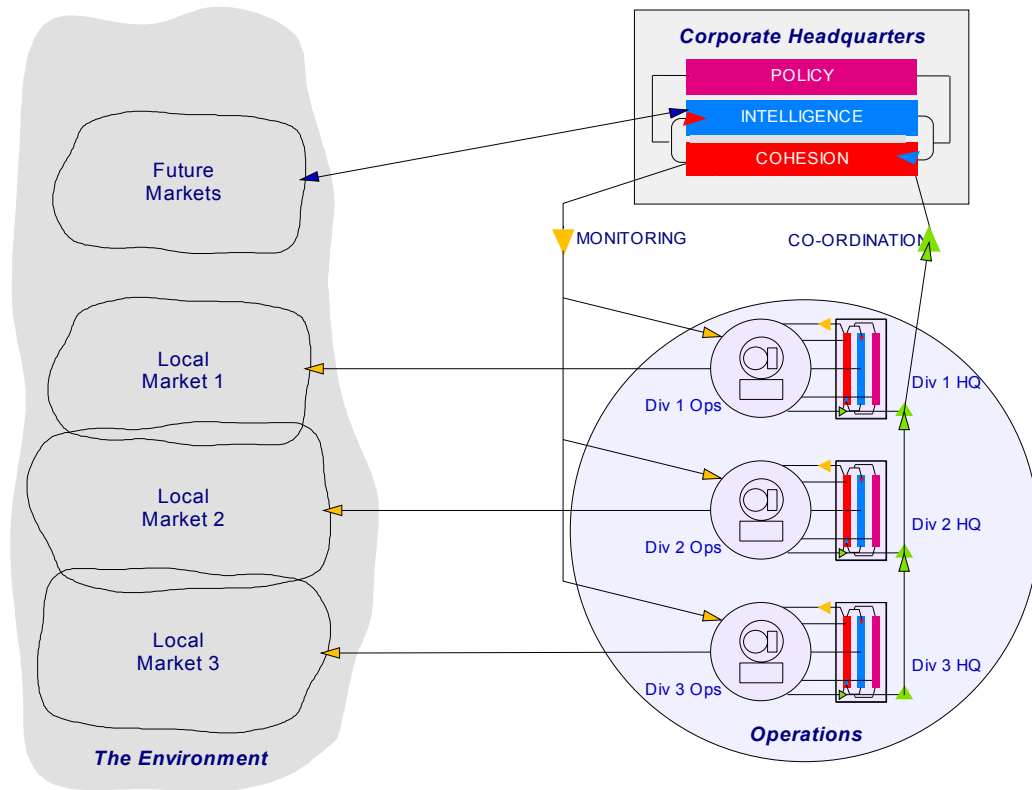 Corporate Headquarters
POLICY
INTELLIGENCE
COHESION
Future
Markets
MONITORING
CO-ORDINATION
Local
Market 1
Div 1 Ops
Div 1 HQ
Local
Market 2
Div 2 Ops
Div 2 HQ
Local
Market 3
Div 3 Ops
Div 3 HQ
Operations
The Environment